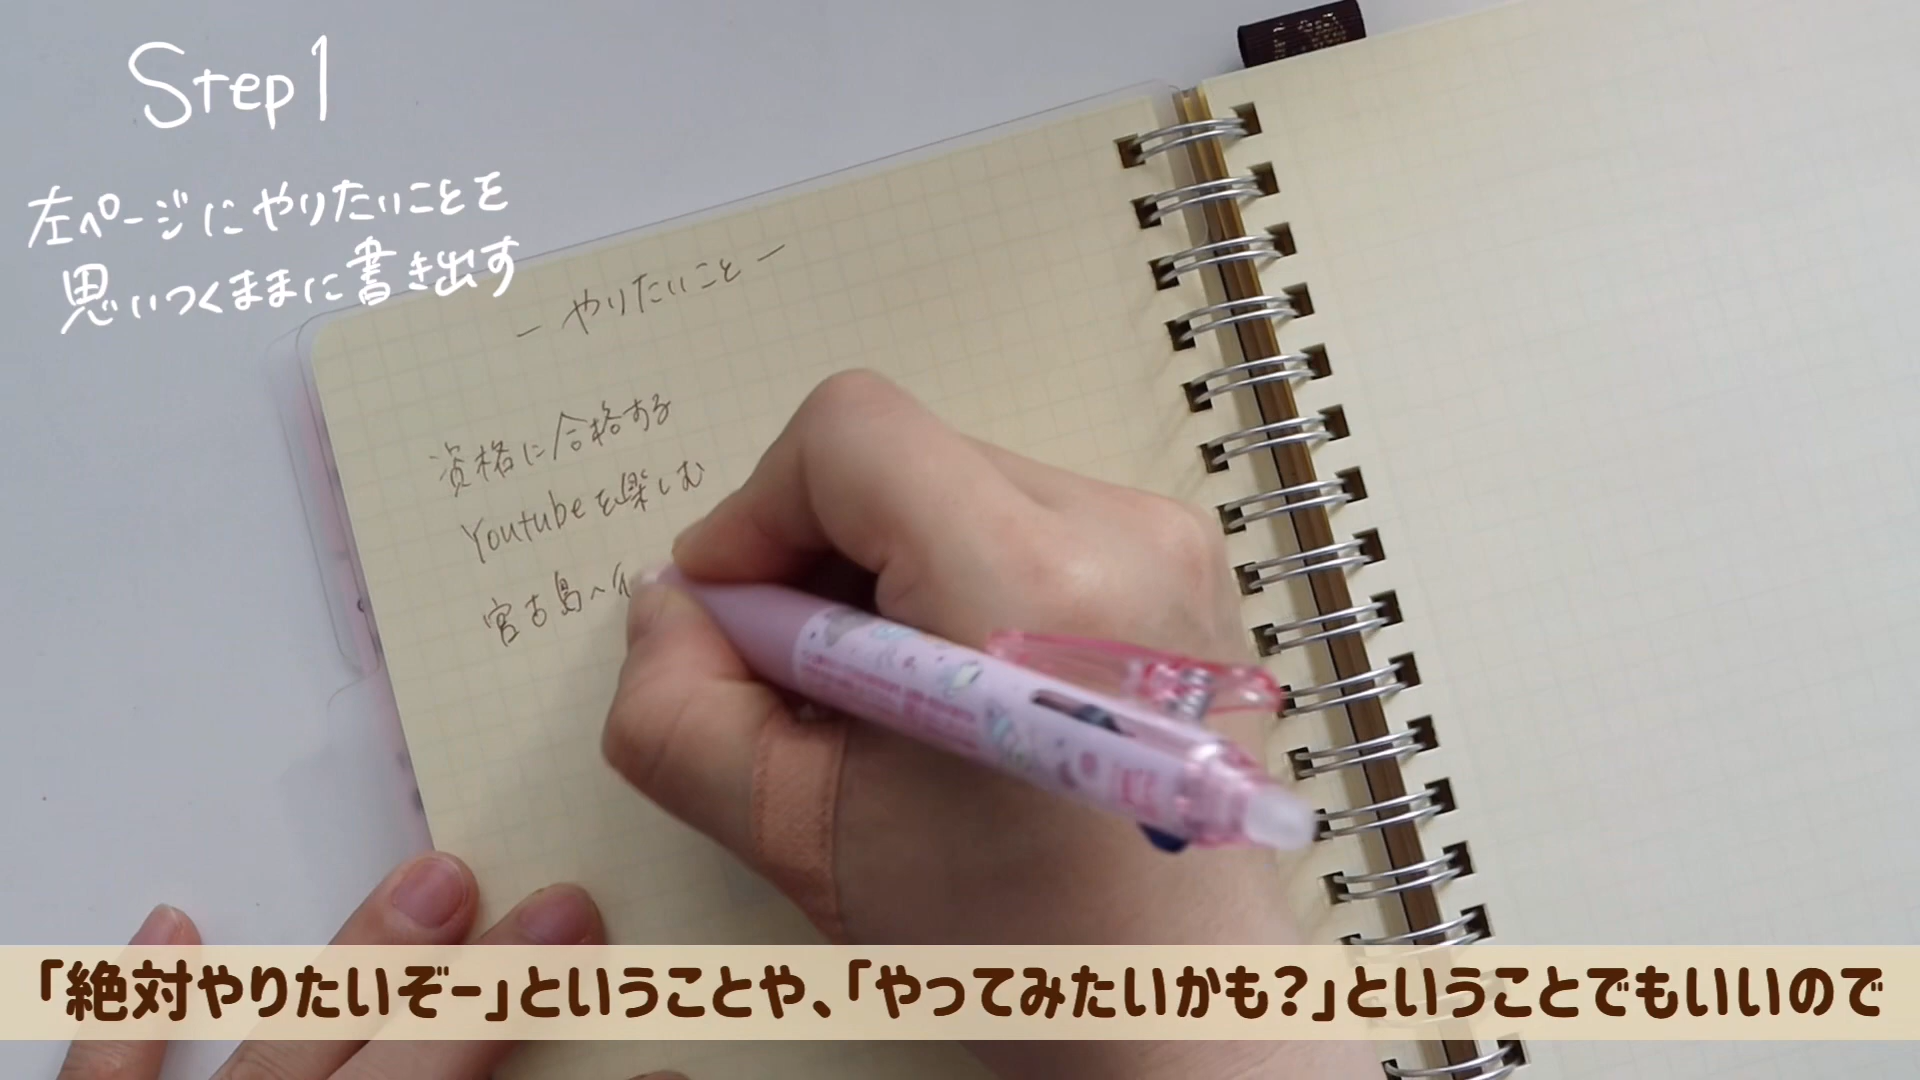 Step1
左ページにやりたいことを
思いつくままに書き出す
- やりたいこと -
資格に合格する
Youtubeを楽しむ
宮古島へ
「絶対やりたいぞー」ということや、「やってみたいかも?」ということでもいいので